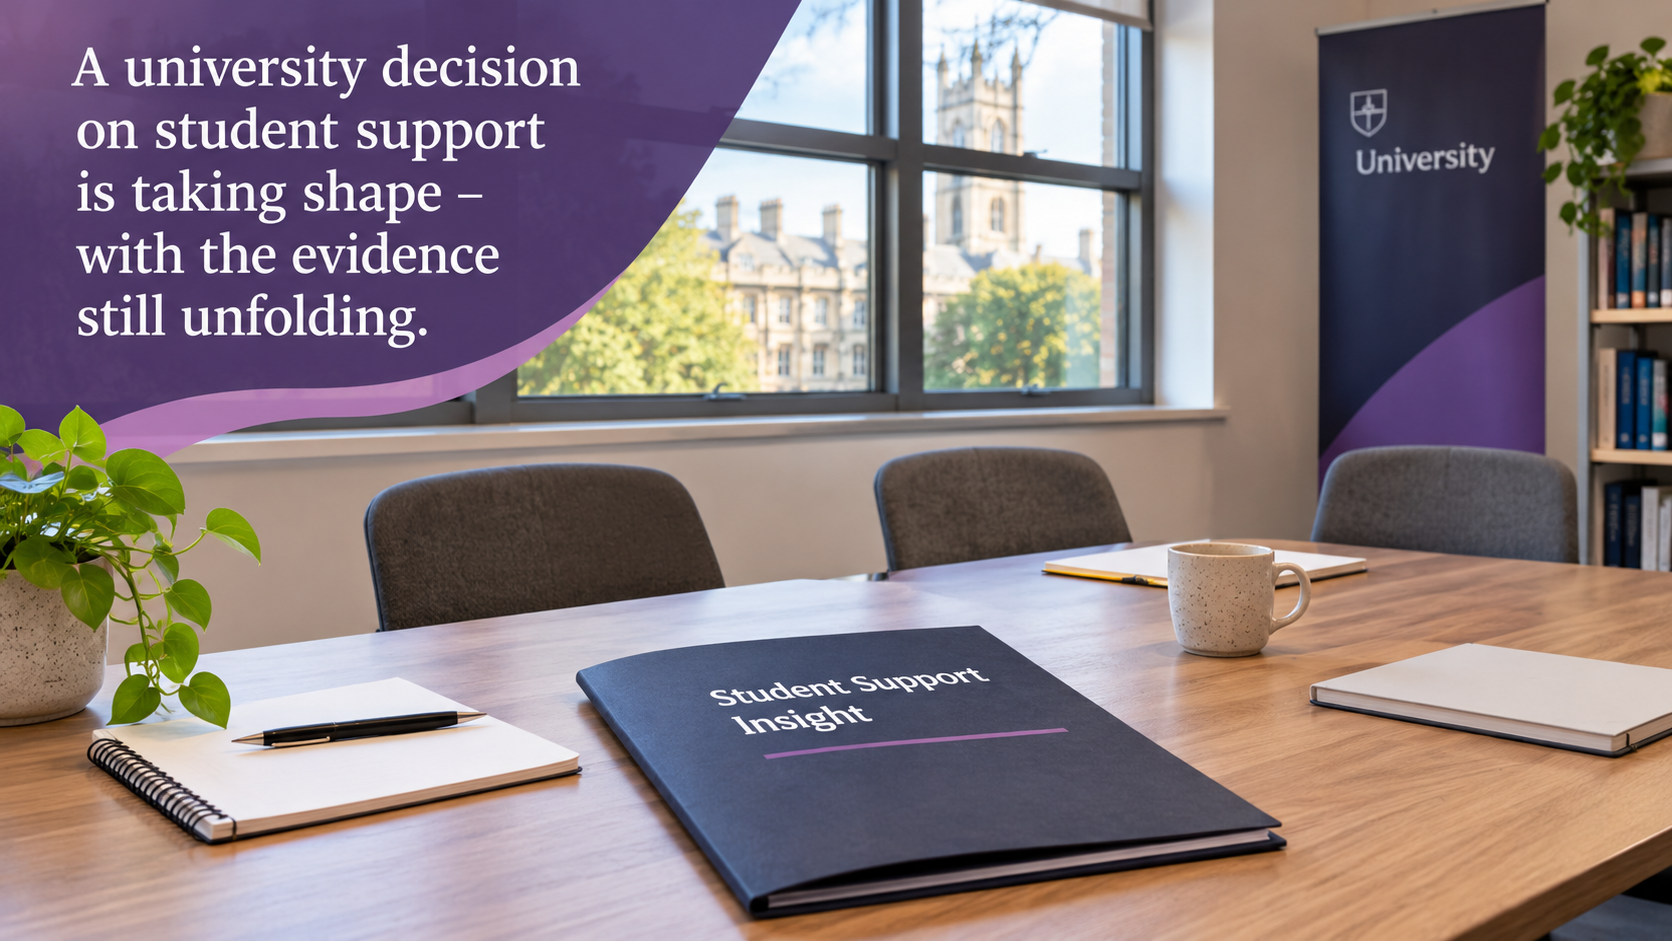 A university decision
on student support
is taking shape –
with the evidence
still unfolding.
University
Student Support
Insight